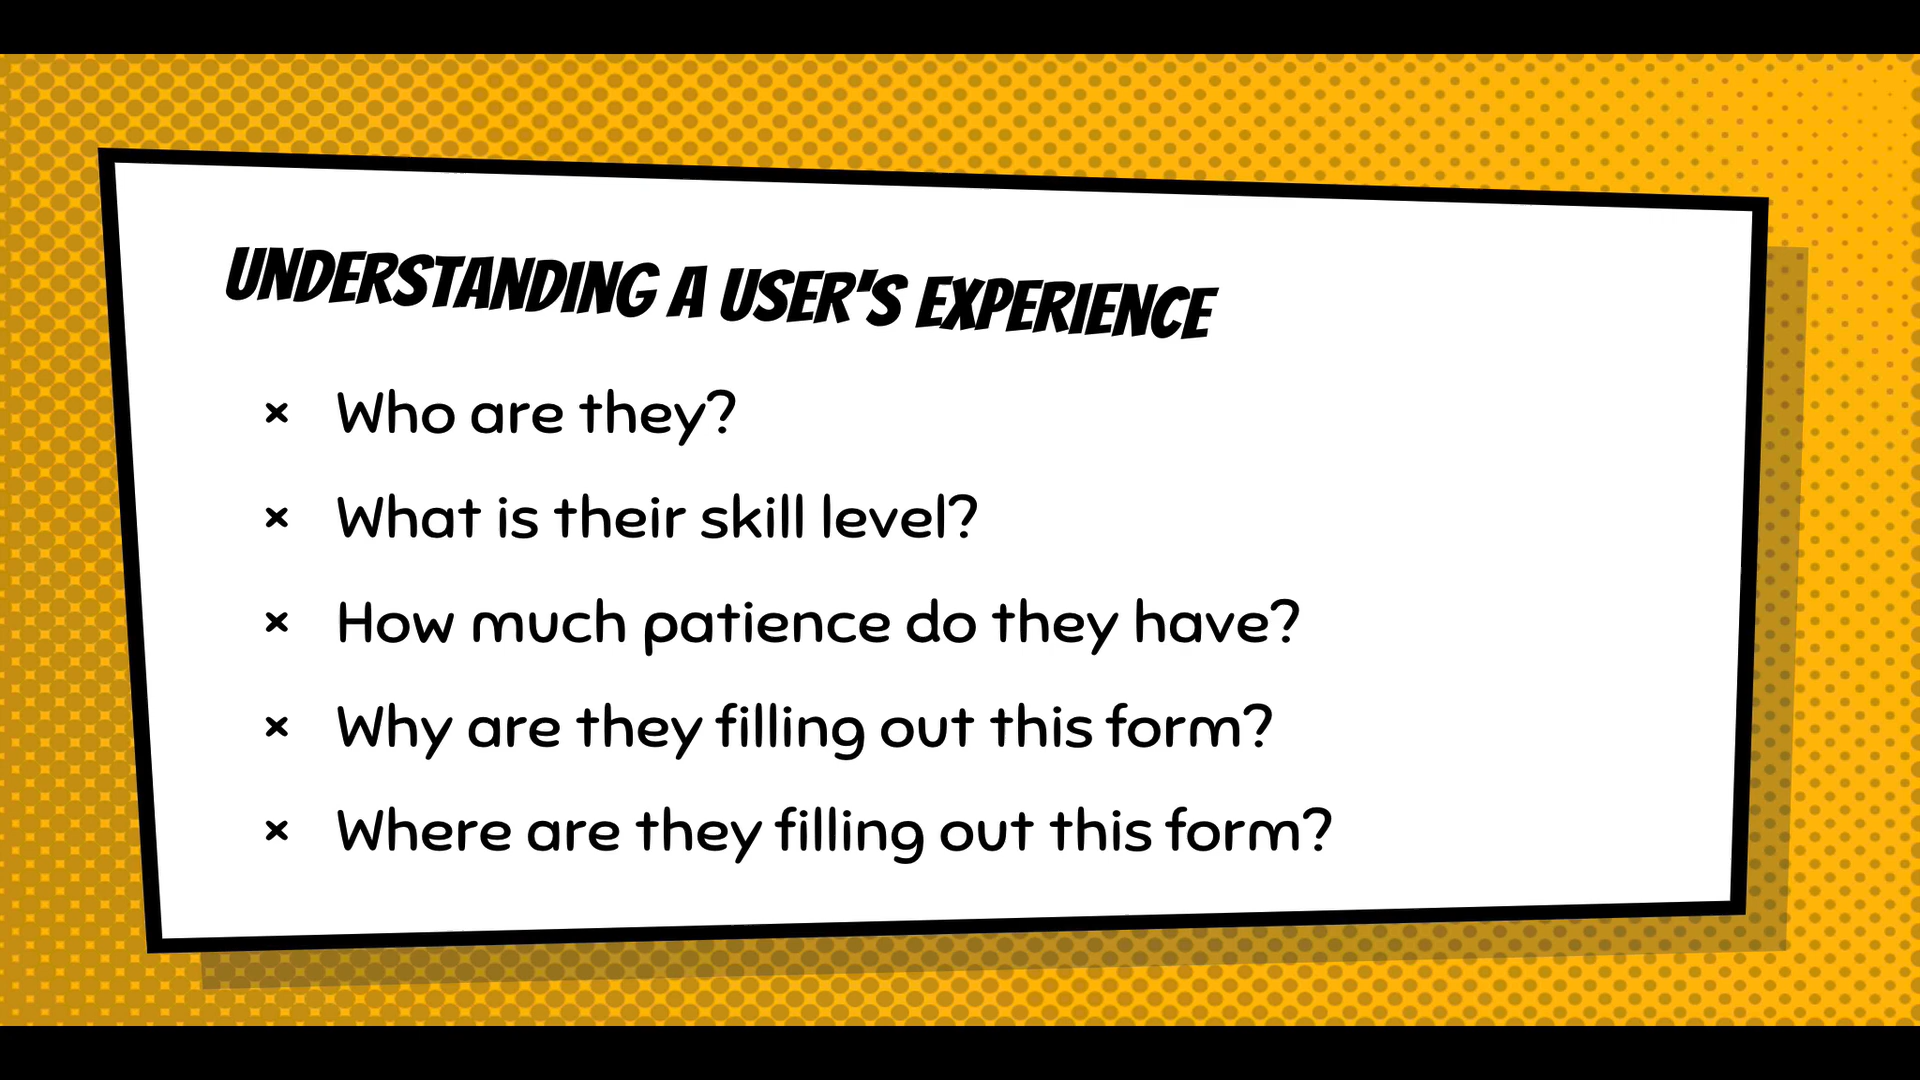 UNDERSTANDING A USER'S EXPERIENCE
× Who are they?
× What is their skill level?
× How much patience do they have?
× Why are they filling out this form?
× Where are they filling out this form?